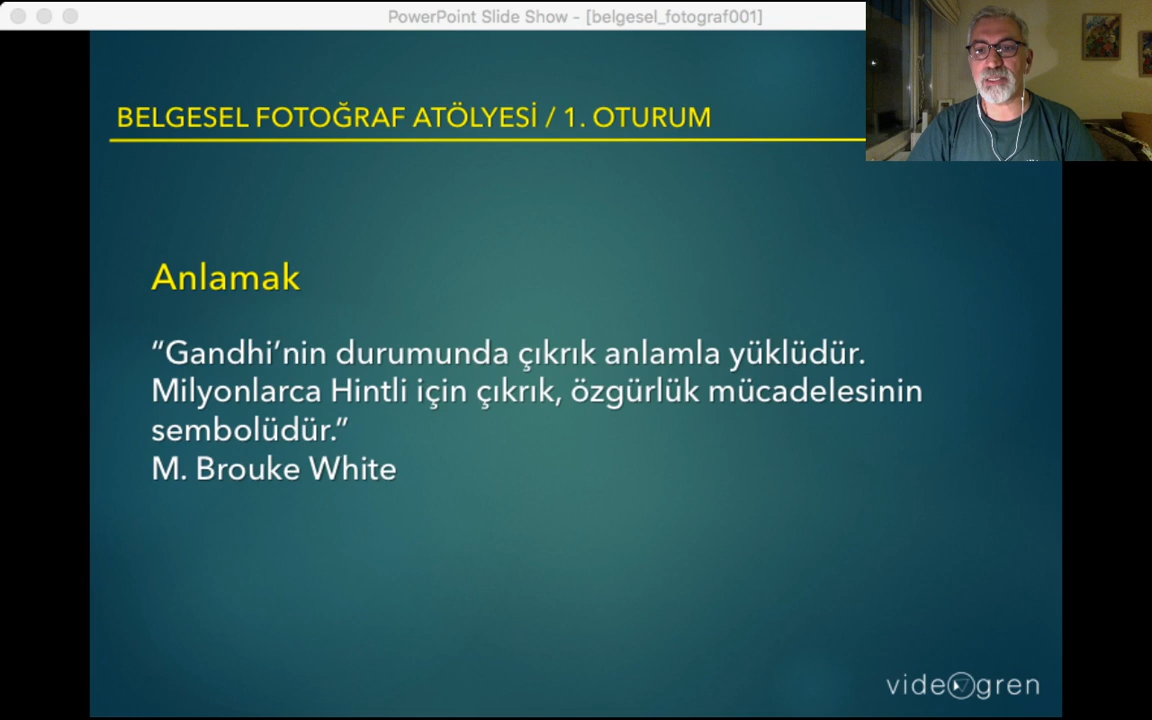 PowerPoint Slide Show - [belgesel_fotograf001]
BELGESEL FOTOĞRAF ATÖLYESİ / 1. OTURUM
Anlamak
“Gandhi’nin durumunda çıkrık anlamla yüklüdür.
Milyonlarca Hintli için çıkrık, özgürlük mücadelesinin
sembolüdür.”
M. Brouke White
videogren